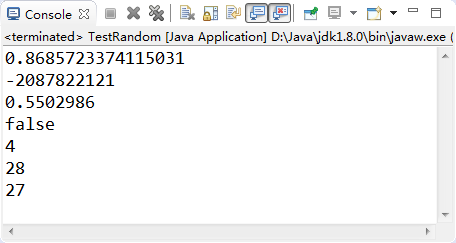 Console
<terminated> TestRandom [Java Application] D:\Java\jdk1.8.0\bin\javaw.exe (
0.8685723374115031
-2087822121
0.5502986
false
4
28
27